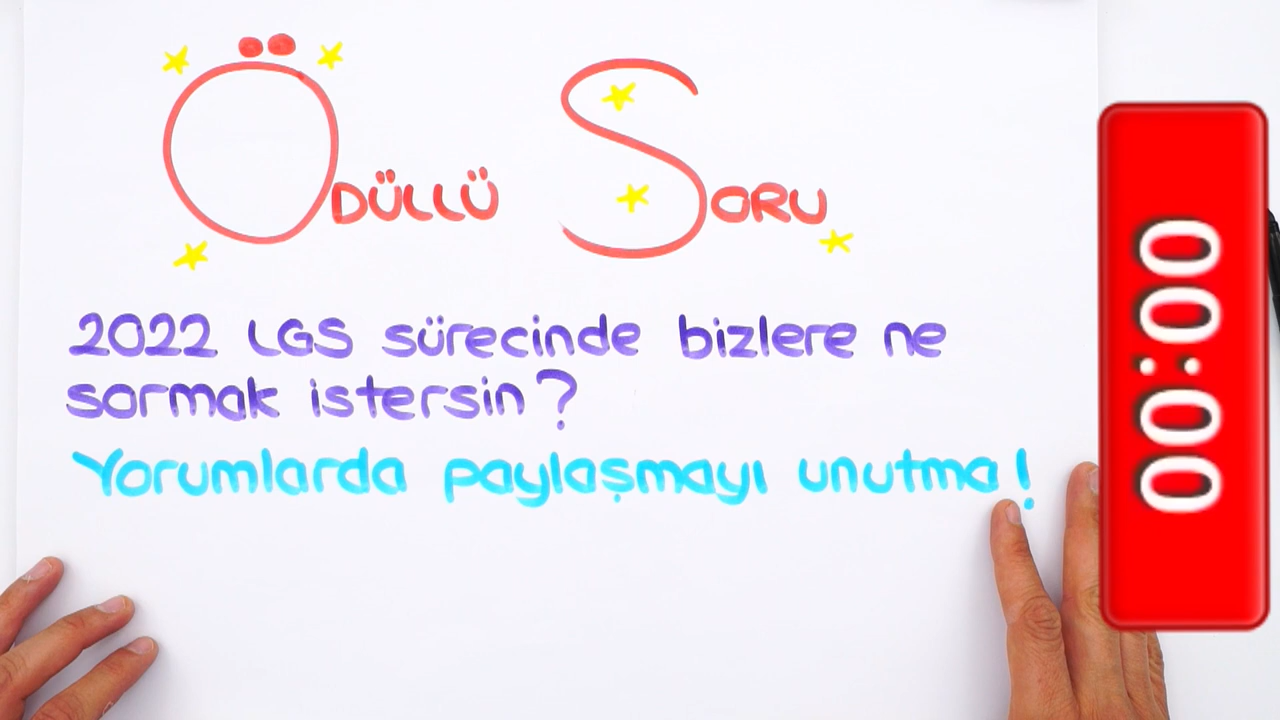 ÖDÜLLÜ SORU
2022 LGS sürecinde bizlere ne
sormak istersin?
Yorumlarda paylaşmayı unutma!
00:00